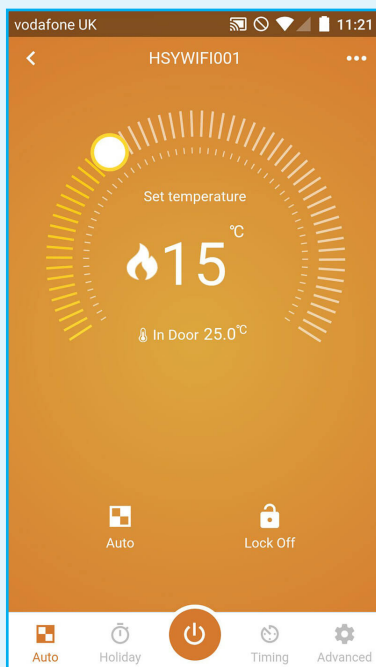 vodafone UK 11:21
HSYWIFI001
Set temperature
15 °C
In Door 25.0°C
Auto Lock Off
Auto Holiday Timing Advanced